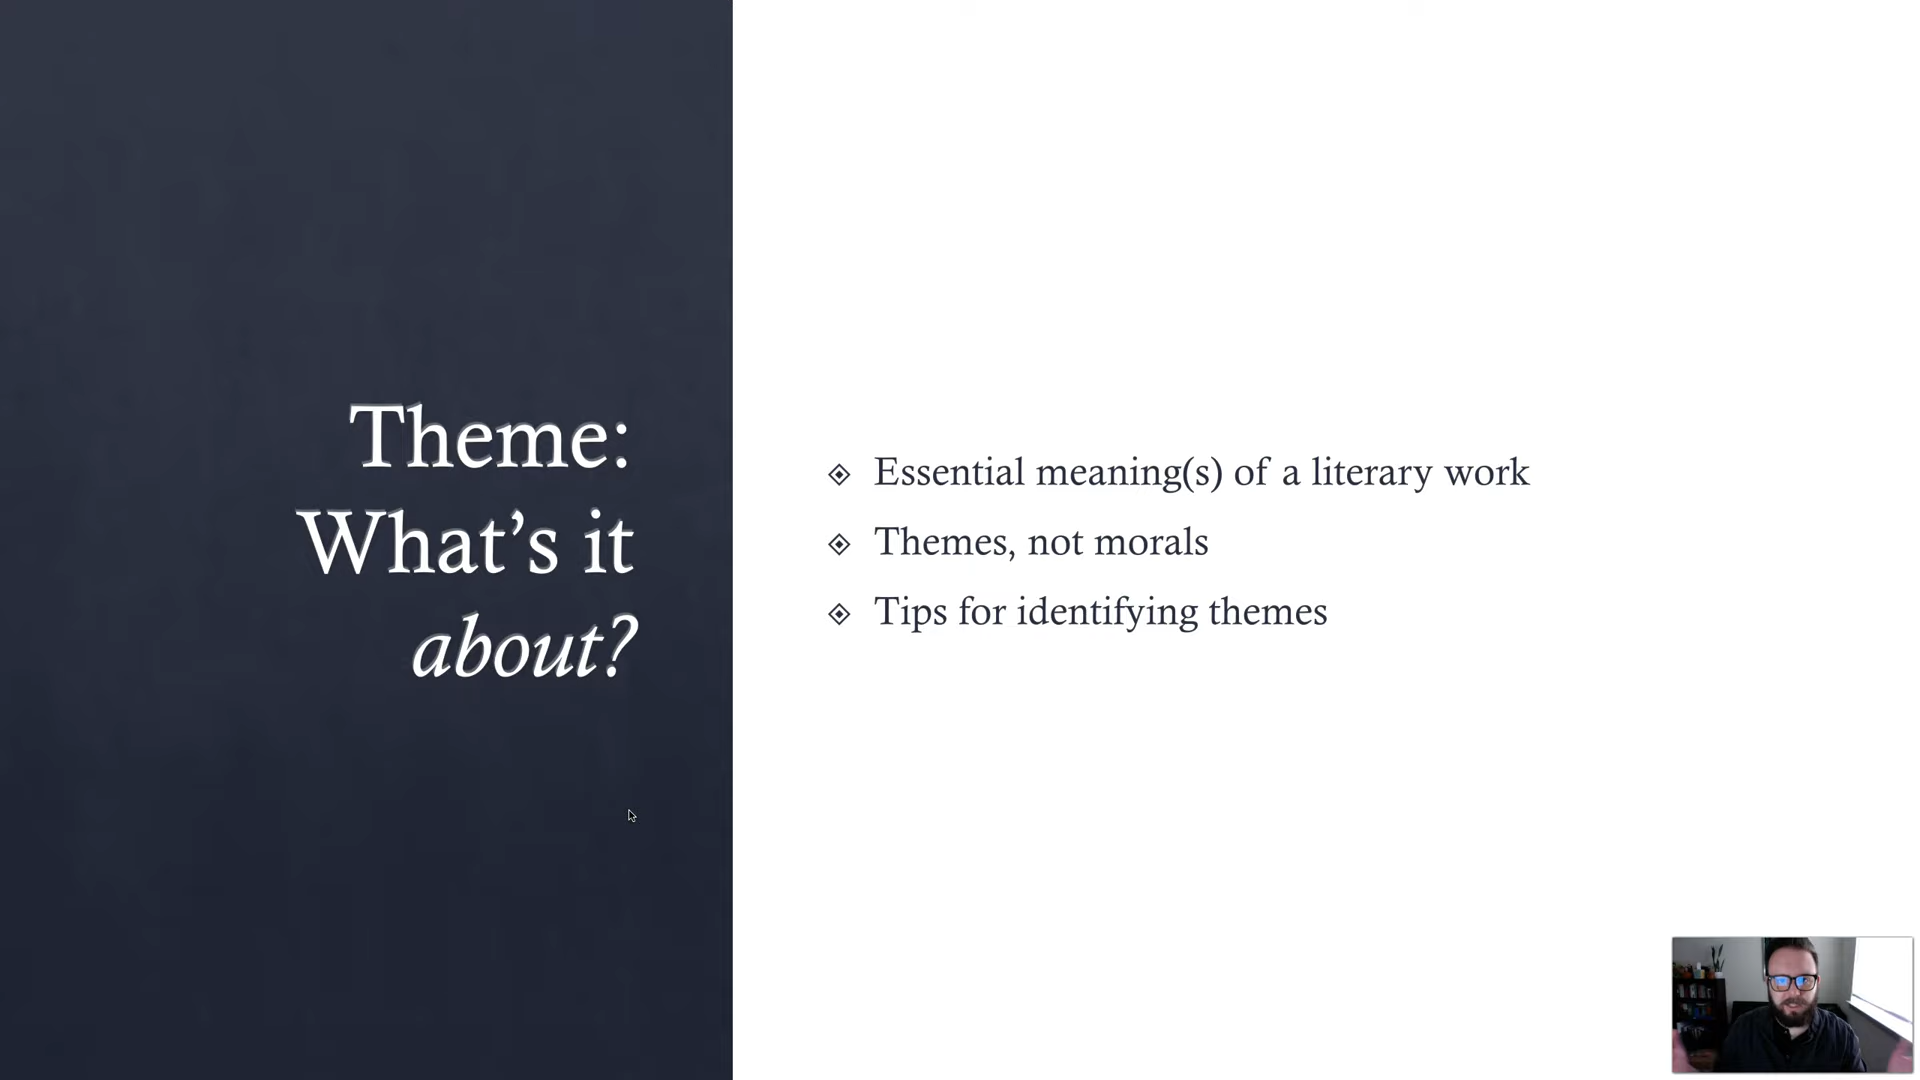 Theme:
What’s it
about?
Essential meaning(s) of a literary work
Themes, not morals
Tips for identifying themes